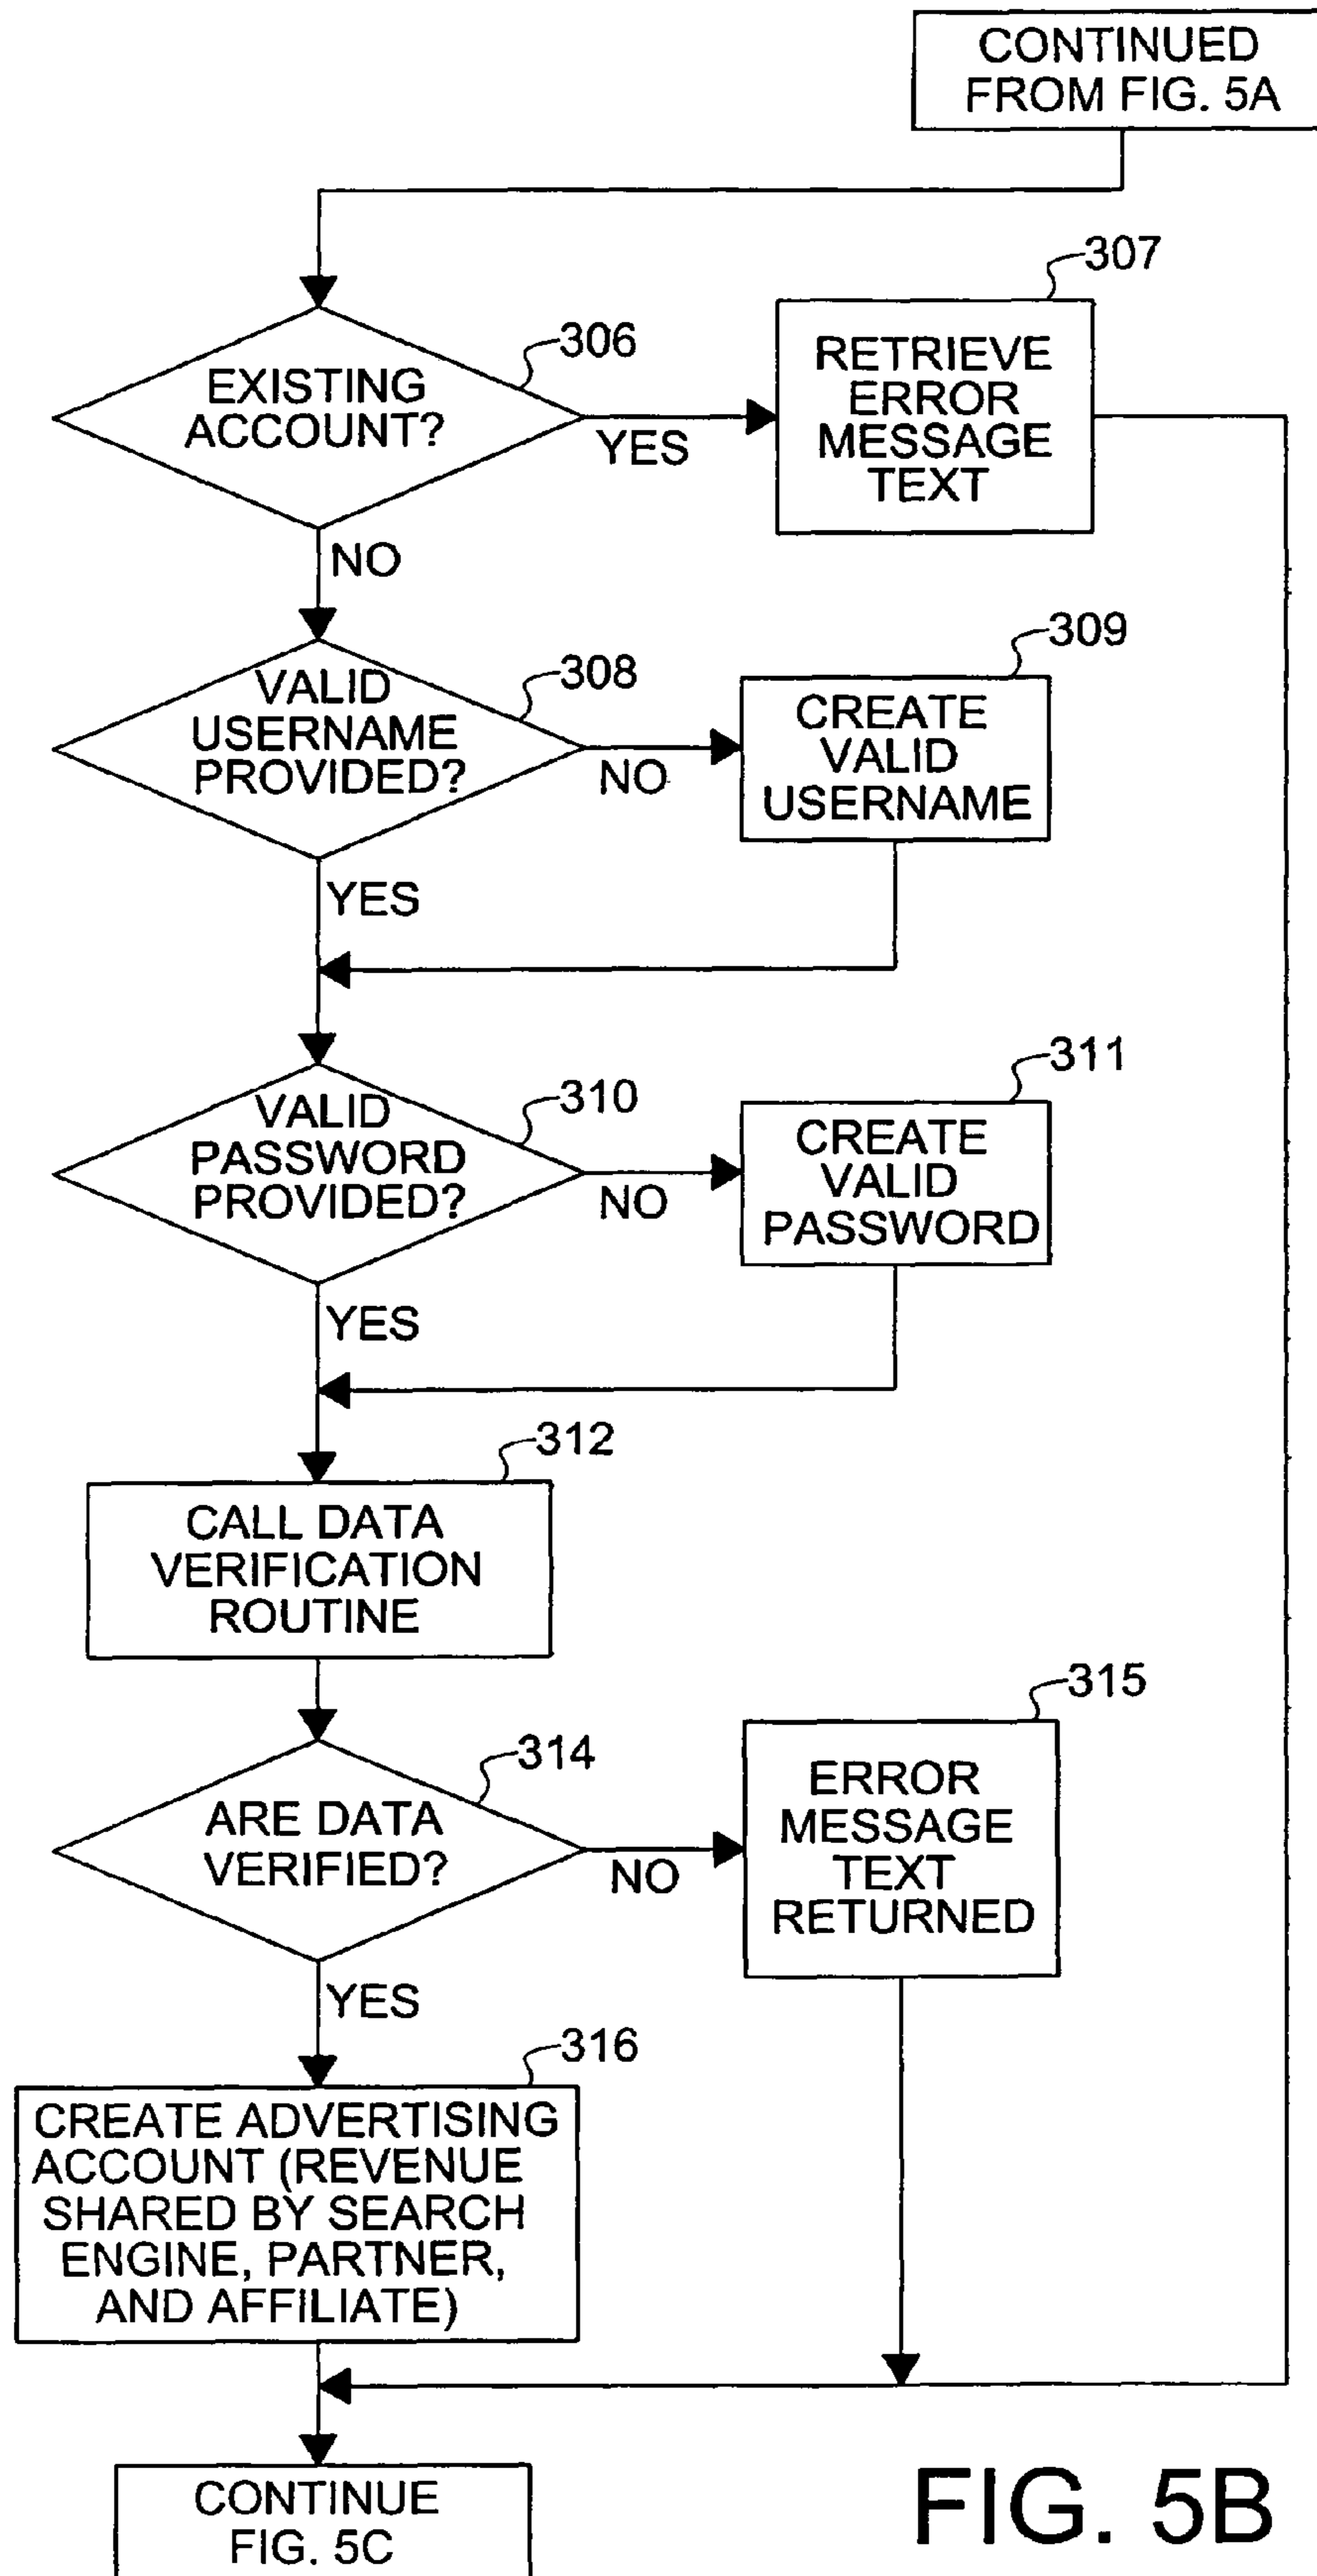 CONTINUED
FROM FIG. 5A
306
EXISTING
ACCOUNT?
YES
NO
307
RETRIEVE
ERROR
MESSAGE
TEXT
308
VALID
USERNAME
PROVIDED?
NO
YES
309
CREATE
VALID
USERNAME
310
VALID
PASSWORD
PROVIDED?
NO
YES
311
CREATE
VALID
PASSWORD
312
CALL DATA
VERIFICATION
ROUTINE
314
ARE DATA
VERIFIED?
NO
YES
315
ERROR
MESSAGE
TEXT
RETURNED
316
CREATE ADVERTISING
ACCOUNT (REVENUE
SHARED BY SEARCH
ENGINE, PARTNER,
AND AFFILIATE)
CONTINUE
FIG. 5C
FIG. 5B